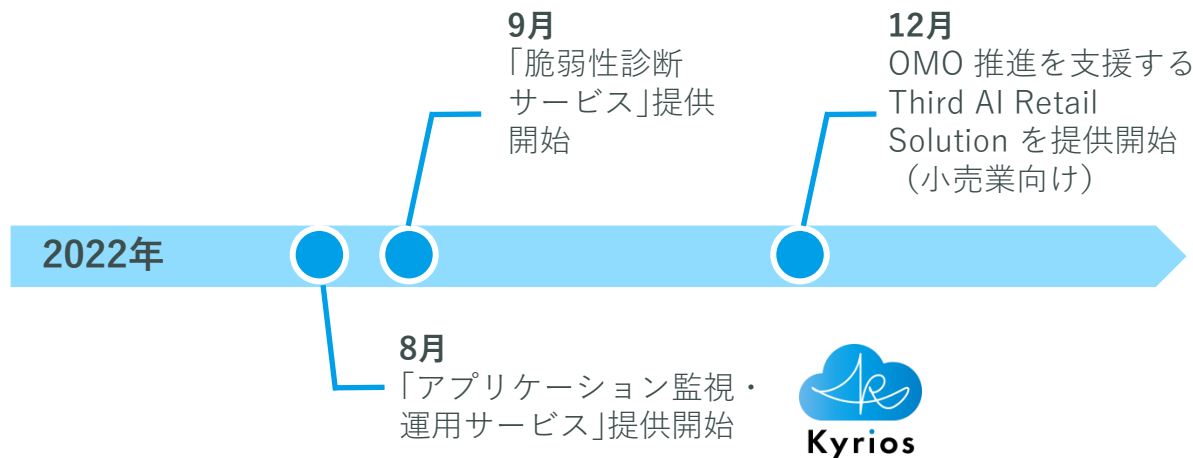 9月
「脆弱性診断
サービス」提供
開始
12月
OMO 推進を支援する
Third AI Retail
Solution を提供開始
（小売業向け）
2022年
8月
「アプリケーション監視・
運用サービス」提供開始
Kyrios